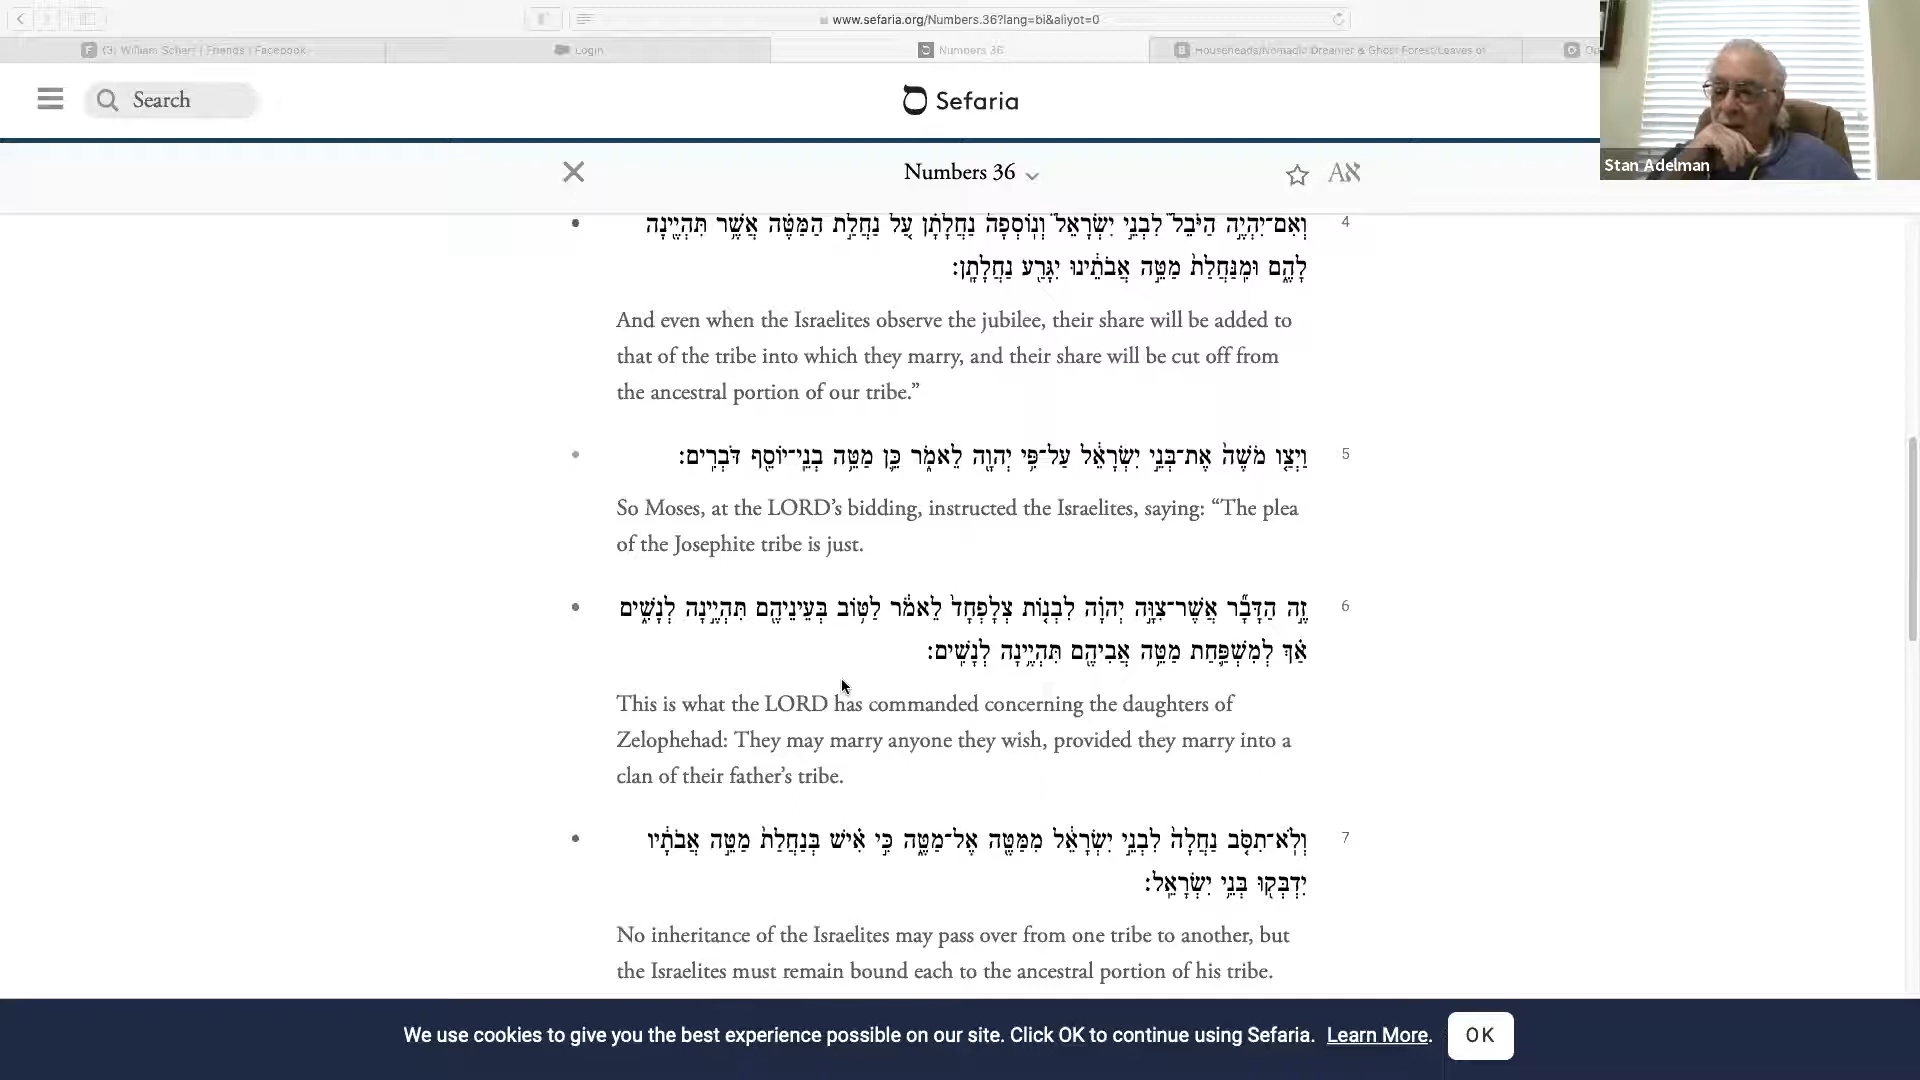 www.sefaria.org/Numbers.36?lang=bi&aliyot=0
(3) William Scherr | Friends | Facebook
Login
Numbers 36
Search
Sefaria
Stan Adelman
Numbers 36
Aא
וְאִם־יִהְיֶ֣ה הַיֹּבֵל֮ לִבְנֵ֣י יִשְׂרָאֵל֒ וְנֽוֹסְפָה֙ נַחֲלָתָ֔ן עַ֚ל נַחֲלַ֣ת הַמַּטֶּ֔ה אֲשֶׁ֥ר תִּהְיֶ֖ינָה 4
לָהֶ֑ם וּמִֽנַּחֲלַת֙ מַטֵּ֣ה אֲבֹתֵ֔ינוּ יִגָּרַ֖ע נַחֲלָתָֽן׃
And even when the Israelites observe the jubilee, their share will be added to
that of the tribe into which they marry, and their share will be cut off from
the ancestral portion of our tribe.”
וַיְצַ֤ו מֹשֶׁה֙ אֶת־בְּנֵ֣י יִשְׂרָאֵ֔ל עַל־פִּ֥י יְהוָ֖ה לֵאמֹ֑ר כֵּ֛ן מַטֵּ֥ה בְנֵֽי־יוֹסֵ֖ף דֹּבְרִֽים׃ 5
So Moses, at the LORD’s bidding, instructed the Israelites, saying: “The plea
of the Josephite tribe is just.
זֶ֣ה הַדָּבָ֞ר אֲשֶׁר־צִוָּ֣ה יְהוָ֗ה לִבְנ֤וֹת צְלָפְחָד֙ לֵאמֹ֔ר לַטּ֥וֹב בְּעֵינֵיהֶ֖ם תִּהְיֶ֣ינָה לְנָשִׁ֑ים 6
אַ֗ךְ לְמִשְׁפַּ֛חַת מַטֵּ֥ה אֲבִיהֶ֖ם תִּהְיֶ֥ינָה לְנָשִֽׁים׃
This is what the LORD has commanded concerning the daughters of
Zelophehad: They may marry anyone they wish, provided they marry into a
clan of their father’s tribe.
וְלֹֽא־תִסֹּ֤ב נַחֲלָה֙ לִבְנֵ֣י יִשְׂרָאֵ֔ל מִמַּטֶּ֖ה אֶל־מַטֶּ֑ה כִּ֣י אִ֗ישׁ בְּנַחֲלַת֙ מַטֵּ֣ה אֲבֹתָ֔יו 7
יִדְבְּק֖וּ בְּנֵ֥י יִשְׂרָאֵֽל׃
No inheritance of the Israelites may pass over from one tribe to another, but
the Israelites must remain bound each to the ancestral portion of his tribe.
We use cookies to give you the best experience possible on our site. Click OK to continue using Sefaria. Learn More. OK